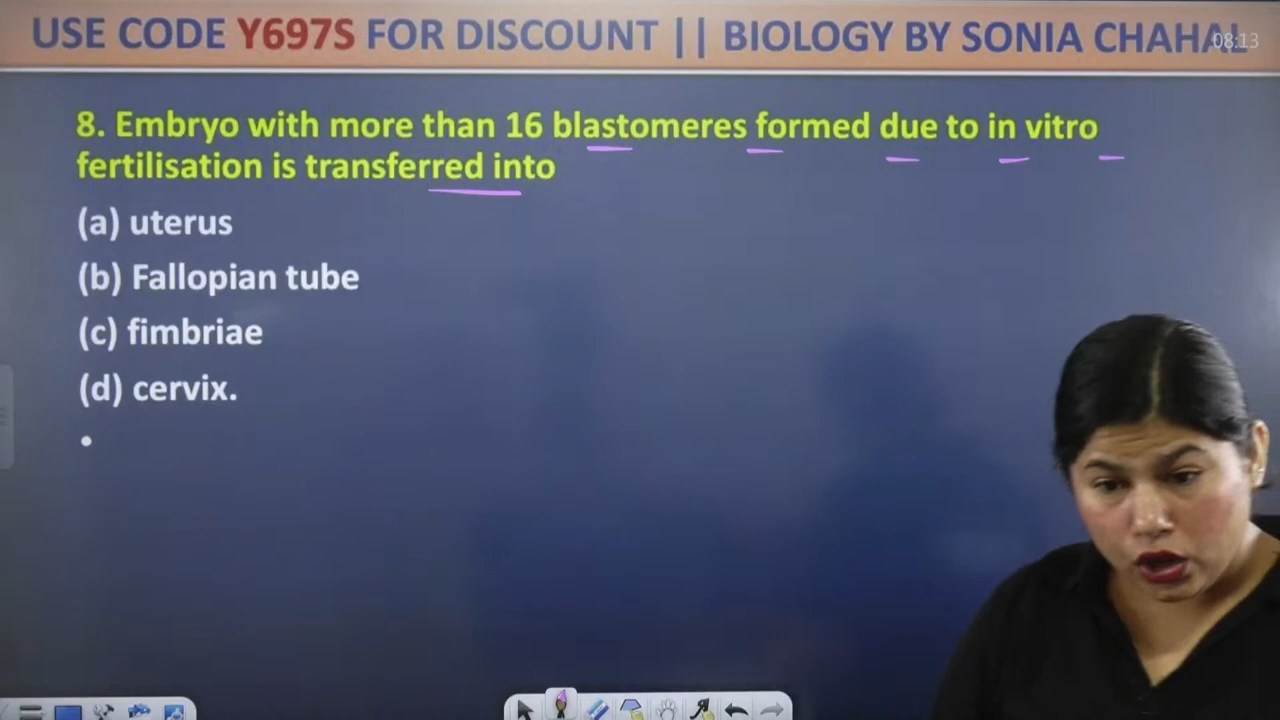 USE CODE Y697S FOR DISCOUNT || BIOLOGY BY SONIA CHAHAL
08:13
8. Embryo with more than 16 blastomeres formed due to in vitro
fertilisation is transferred into
(a) uterus
(b) Fallopian tube
(c) fimbriae
(d) cervix.